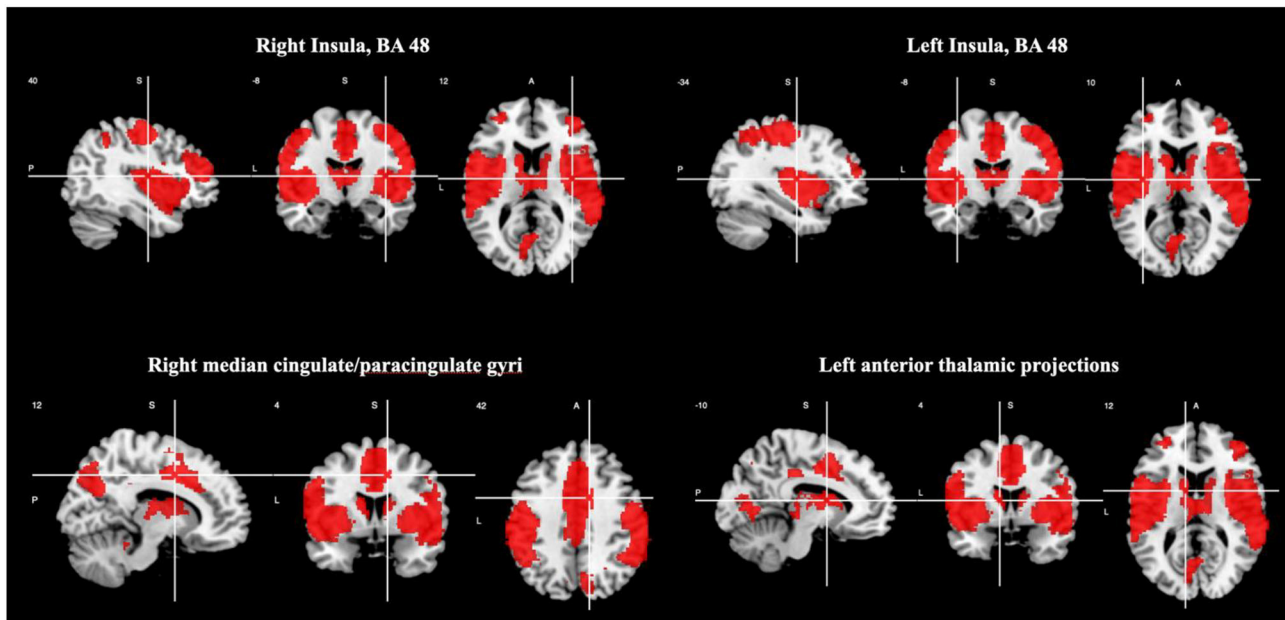 Right Insula, BA 48
40 S P
-8 S L
12 A L
Left Insula, BA 48
-34 S P
-8 S L
10 A L
Right median cingulate/paracingulate gyri
12 S P
4 S L
42 A L
Left anterior thalamic projections
-10 S P
4 S L
12 A L